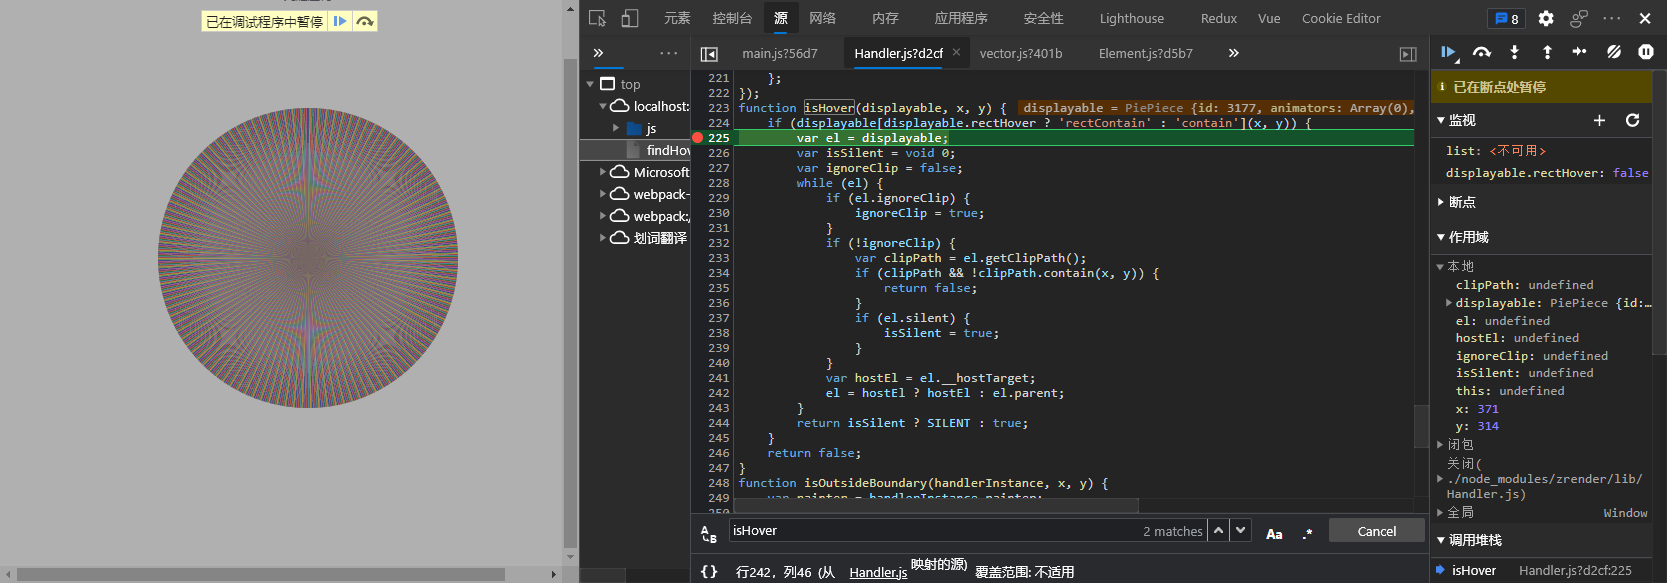 已在调试程序中暂停
元素 控制台 源 网络 内存 应用程序 安全性 Lighthouse Redux Vue Cookie Editor 8
main.js?56d7 Handler.js?d2cf vector.js?401b Element.js?d5b7
top
localhost:
js
findHov
Microsoft
webpack-
webpack:/
划词翻译
221 };
222 });
223 function isHover(displayable, x, y) { displayable = PiePiece {id: 3177, animators: Array(0),
224 if (displayable[displayable.rectHover ? 'rectContain' : 'contain'](x, y)) {
225 var el = displayable;
226 var isSilent = void 0;
227 var ignoreClip = false;
228 while (el) {
229 if (el.ignoreClip) {
230 ignoreClip = true;
231 }
232 if (!ignoreClip) {
233 var clipPath = el.getClipPath();
234 if (clipPath && !clipPath.contain(x, y)) {
235 return false;
236 }
237 if (el.silent) {
238 isSilent = true;
239 }
240 }
241 var hostEl = el.__hostTarget;
242 el = hostEl ? hostEl : el.parent;
243 }
244 return isSilent ? SILENT : true;
245 }
246 return false;
247 }
248 function isOutsideBoundary(handlerInstance, x, y) {
249 var painter = handlerInstance.painter;
250
isHover 2 matches Aa .* Cancel
{} 行242，列46 (从 Handler.js 映射的源) 覆盖范围: 不适用
已在断点处暂停
监视
list: <不可用>
displayable.rectHover: false
断点
作用域
本地
clipPath: undefined
displayable: PiePiece {id:…
el: undefined
hostEl: undefined
ignoreClip: undefined
isSilent: undefined
this: undefined
x: 371
y: 314
闭包
关闭(
./node_modules/zrender/lib/
Handler.js)
全局 Window
调用堆栈
isHover Handler.js?d2cf:225